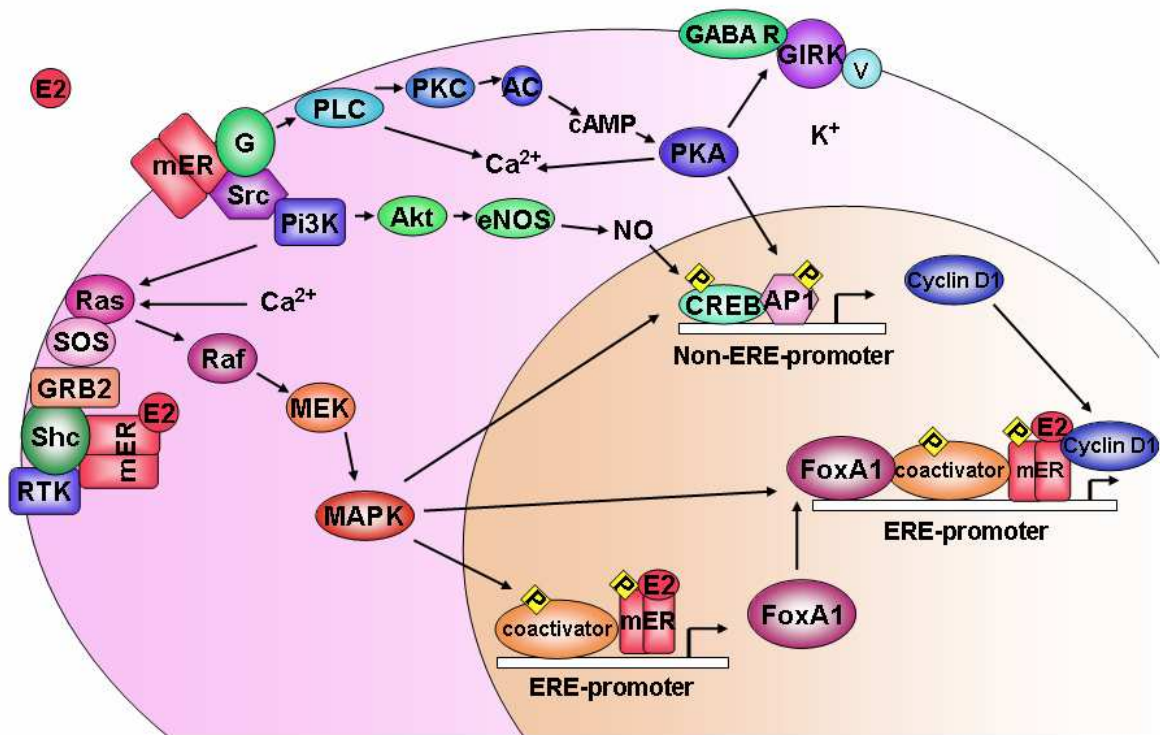 E2
GABA R
GIRK
V
PLC
PKC
AC
cAMP
PKA
K+
Ca2+
mER
G
Src
Pi3K
Akt
eNOS
NO
Ras
Ca2+
SOS
Raf
GRB2
MEK
Shc
mER
E2
RTK
MAPK
P
P
CREB
AP1
Cyclin D1
Non-ERE-promoter
FoxA1
P
coactivator
P
E2
mER
Cyclin D1
ERE-promoter
P
coactivator
P
E2
mER
FoxA1
ERE-promoter